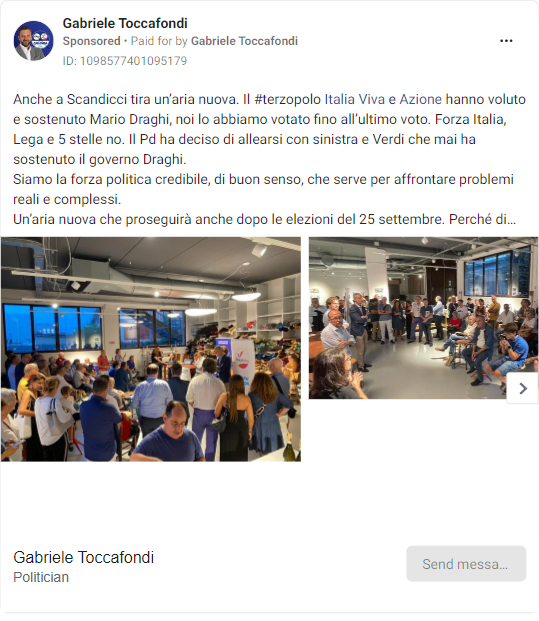 Gabriele Toccafondi
Sponsored • Paid for by Gabriele Toccafondi
ID: 1098577401095179
Anche a Scandicci tira un’aria nuova. Il #terzopolo Italia Viva e Azione hanno voluto
e sostenuto Mario Draghi, noi lo abbiamo votato fino all’ultimo voto. Forza Italia,
Lega e 5 stelle no. Il Pd ha deciso di allearsi con sinistra e Verdi che mai ha
sostenuto il governo Draghi.
Siamo la forza politica credibile, di buon senso, che serve per affrontare problemi
reali e complessi.
Un’aria nuova che proseguirà anche dopo le elezioni del 25 settembre. Perché di...
Gabriele Toccafondi
Politician
Send messa...